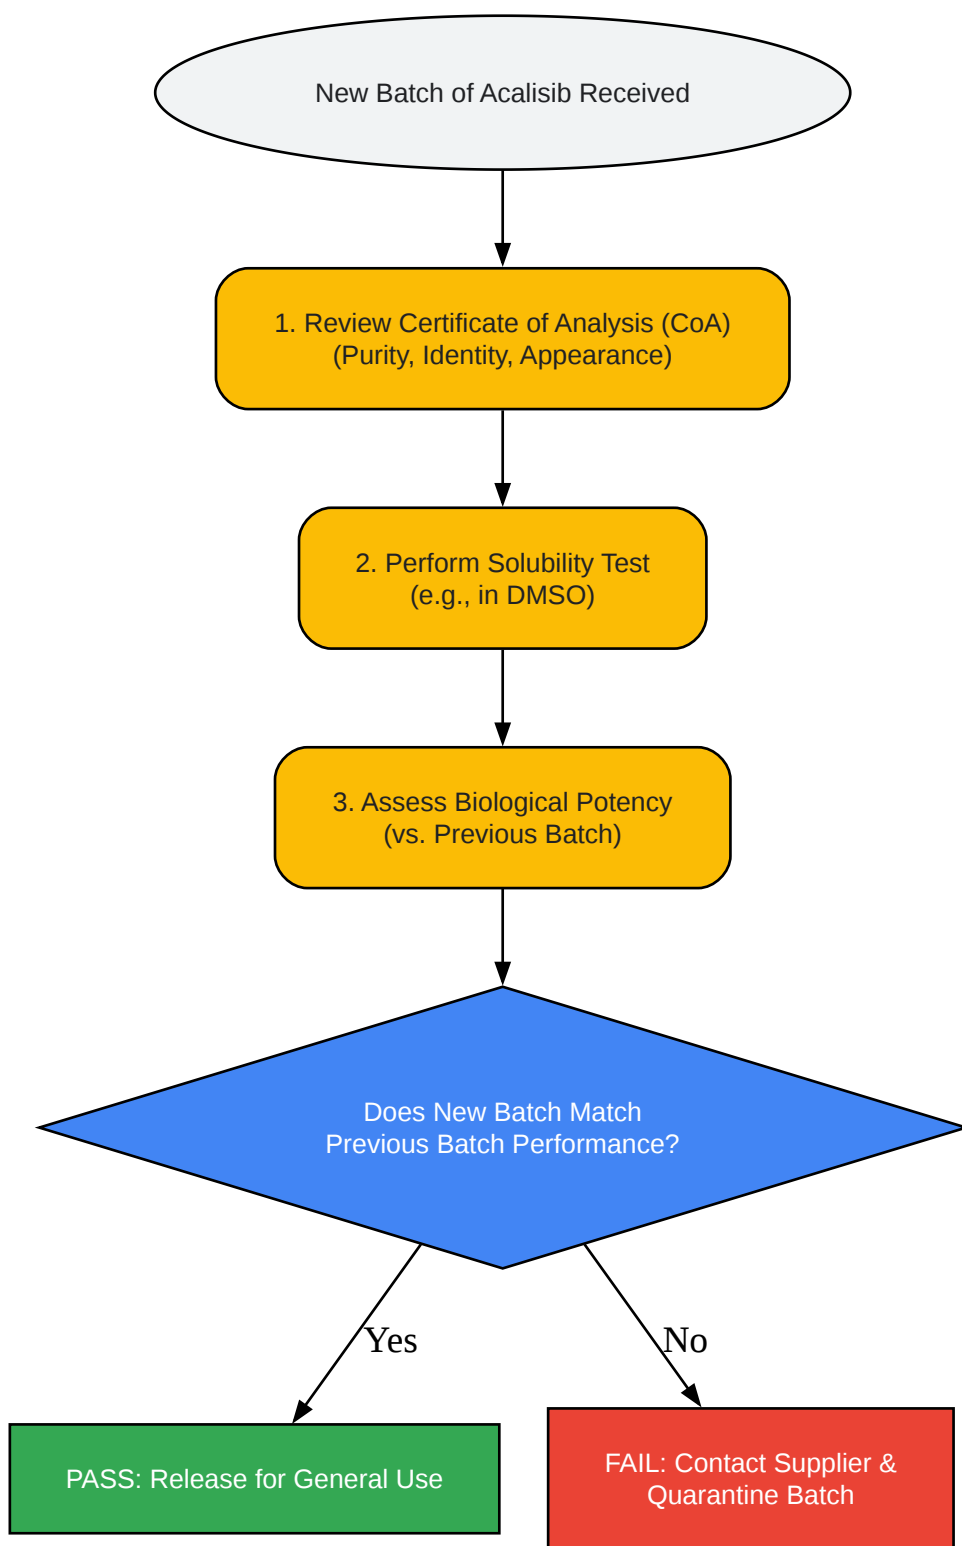 New Batch of Acalisib Received
1. Review Certificate of Analysis (CoA)
(Purity, Identity, Appearance)
2. Perform Solubility Test
(e.g., in DMSO)
3. Assess Biological Potency
(vs. Previous Batch)
Does New Batch Match
Previous Batch Performance?
Yes
No
PASS: Release for General Use
FAIL: Contact Supplier &
Quarantine Batch